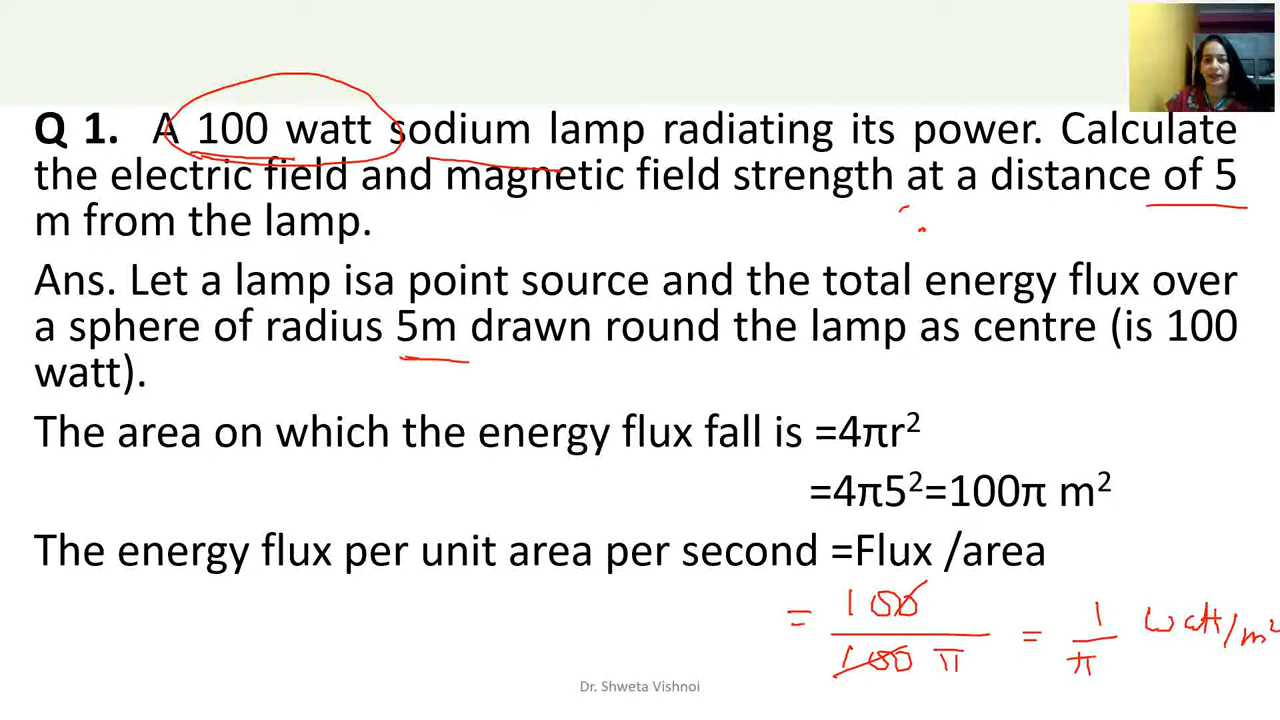 Q 1. A 100 watt sodium lamp radiating its power. Calculate
the electric field and magnetic field strength at a distance of 5
m from the lamp.
Ans. Let a lamp isa point source and the total energy flux over
a sphere of radius 5m drawn round the lamp as centre (is 100
watt).
The area on which the energy flux fall is =4πr²
=4π5²=100π m²
The energy flux per unit area per second =Flux /area
= 100 / 100 π = 1 / π watt/m²
Dr. Shweta Vishnoi